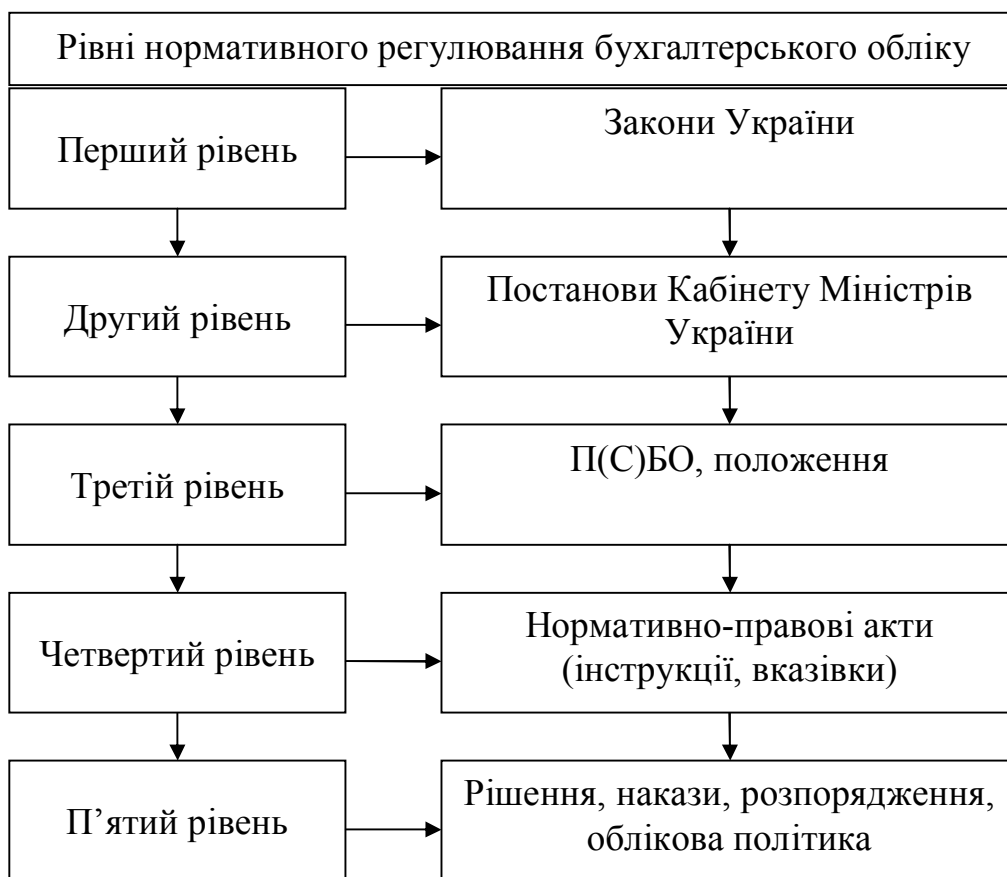 Рівні нормативного регулювання бухгалтерського обліку
Перший рівень
Закони України
Другий рівень
Постанови Кабінету Міністрів
України
Третій рівень
П(С)БО, положення
Четвертий рівень
Нормативно-правові акти
(інструкції, вказівки)
П’ятий рівень
Рішення, накази, розпорядження,
облікова політика